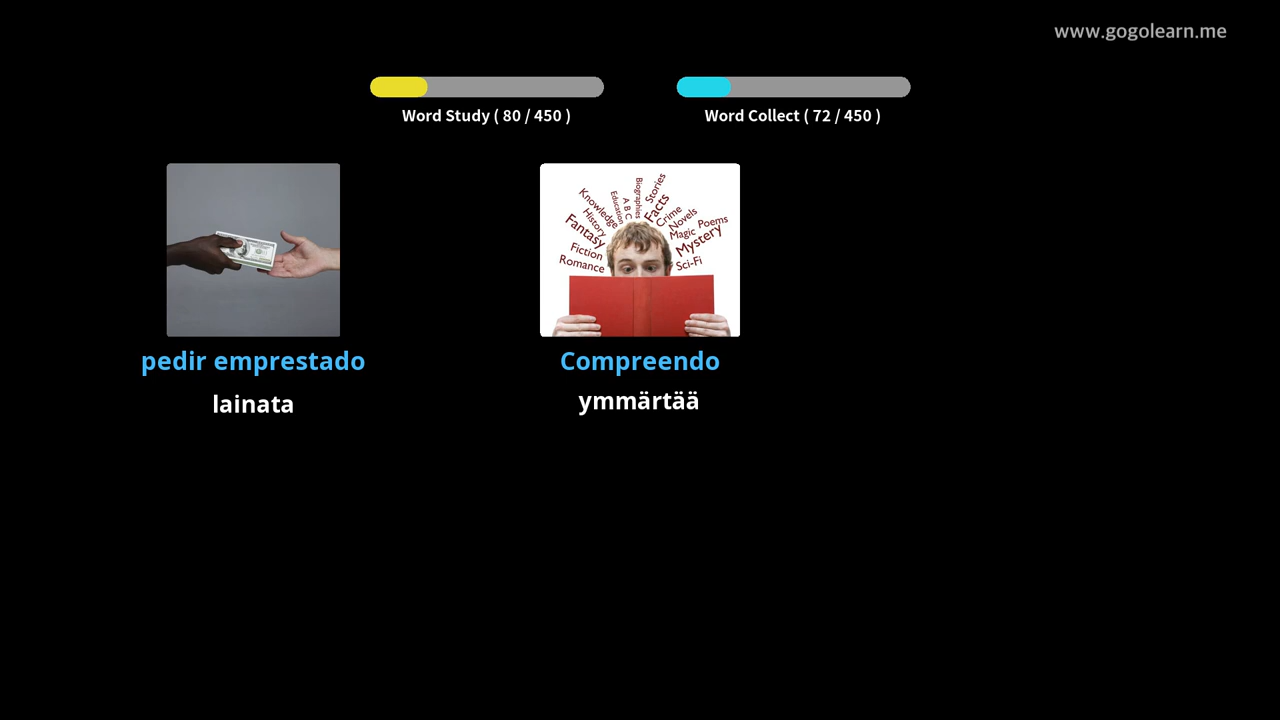 www.gogolearn.me
Word Study ( 80 / 450 )
Word Collect ( 72 / 450 )
Knowledge
History
Fantasy
Fiction
Romance
Education
A B C
Biographies
Stories
Facts
Crime
Novels
Magic
Poems
Mystery
Sci-Fi
pedir emprestado
lainata
Compreendo
ymmärtää